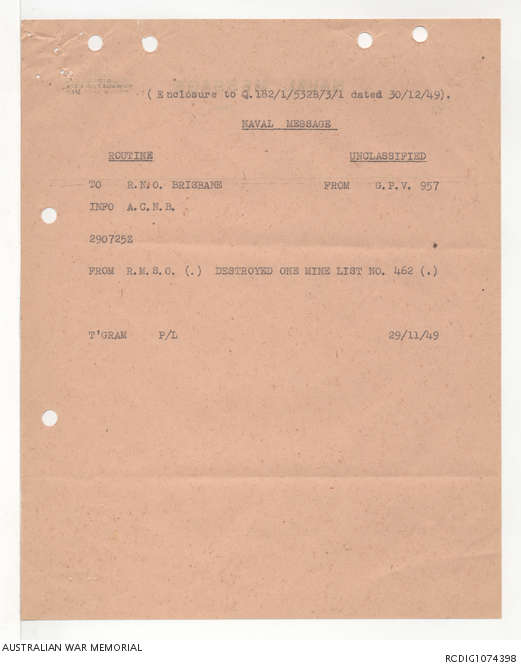 ( Enclosure to Q.182/1/532B/3/1 dated 30/12/49).
NAVAL MESSAGE
ROUTINE UNCLASSIFIED
TO R.N.O. BRISBANE FROM G.P.V. 957
INFO A.C.N.B.
290725Z
FROM R.M.S.O. (.) DESTROYED ONE MINE LIST NO. 462 (.)
T'GRAM P/L 29/11/49
AUSTRALIAN WAR MEMORIAL RCDIG1074398